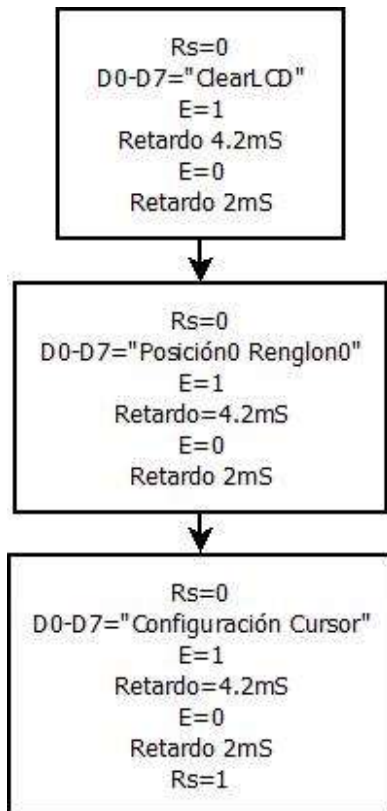 Rs=0
D0-D7="ClearLCD"
E=1
Retardo 4.2mS
E=0
Retardo 2mS
Rs=0
D0-D7="Posición0 Renglon0"
E=1
Retardo=4.2mS
E=0
Retardo 2mS
Rs=0
D0-D7="Configuración Cursor"
E=1
Retardo=4.2mS
E=0
Retardo 2mS
Rs=1